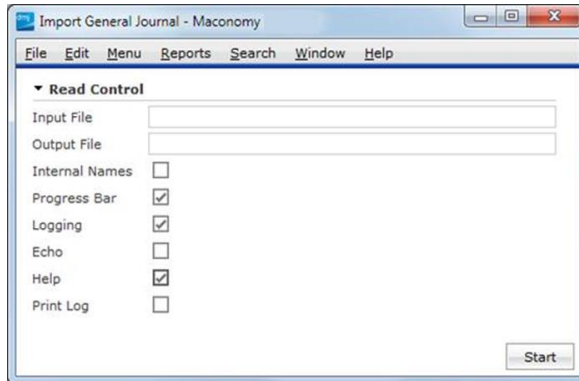 Import General Journal - Maconomy
File Edit Menu Reports Search Window Help
Read Control
Input File
Output File
Internal Names
Progress Bar
Logging
Echo
Help
Print Log
Start